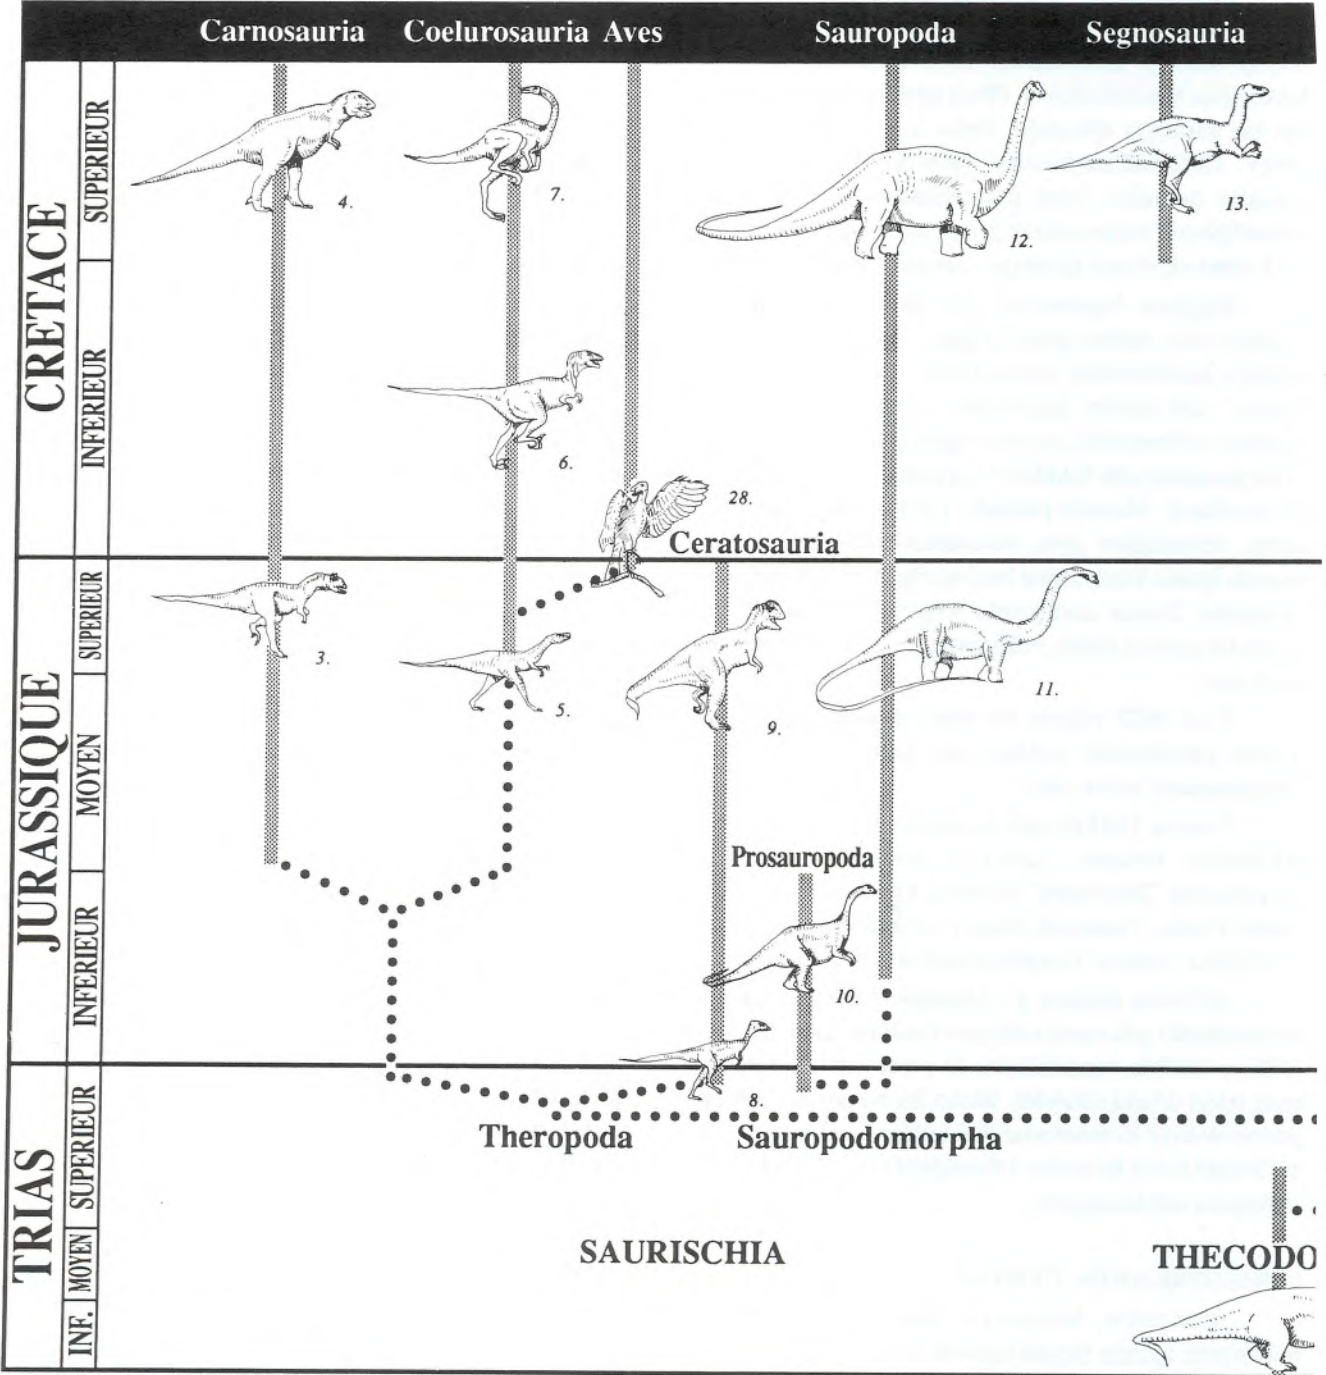 Carnosauria Coelurosauria Aves Sauropoda Segnosauria
CRETACE
SUPERIEUR
4.
7.
12.
13.
INFERIEUR
6.
28.
Ceratosauria
JURASSIQUE
SUPERIEUR
3.
5.
9.
11.
MOYEN
Prosauropoda
INFERIEUR
10.
8.
TRIAS
SUPERIEUR
Theropoda Sauropodomorpha
MOYEN
SAURISCHIA
THECODO
INF.